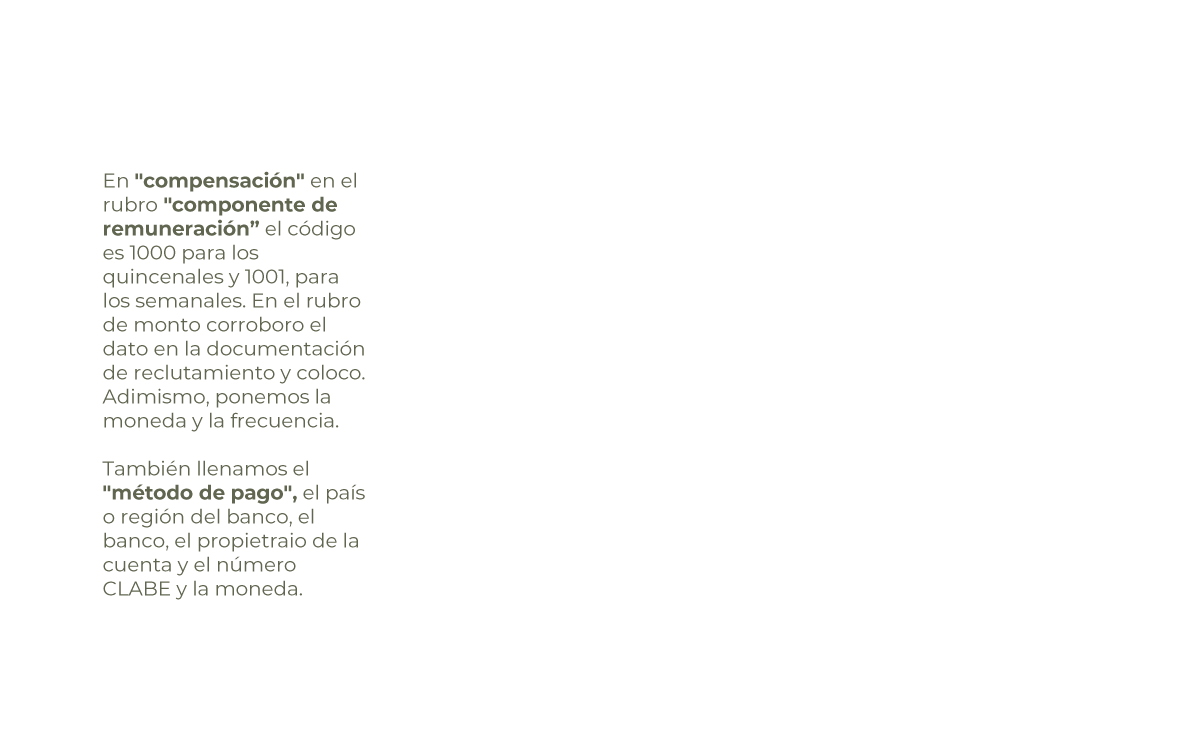 En "compensación" en el
rubro "componente de
remuneración” el código
es 1000 para los
quincenales y 1001, para
los semanales. En el rubro
de monto corroboro el
dato en la documentación
de reclutamiento y coloco.
Adimismo, ponemos la
moneda y la frecuencia.

También llenamos el
"método de pago", el país
o región del banco, el
banco, el propietraio de la
cuenta y el número
CLABE y la moneda.